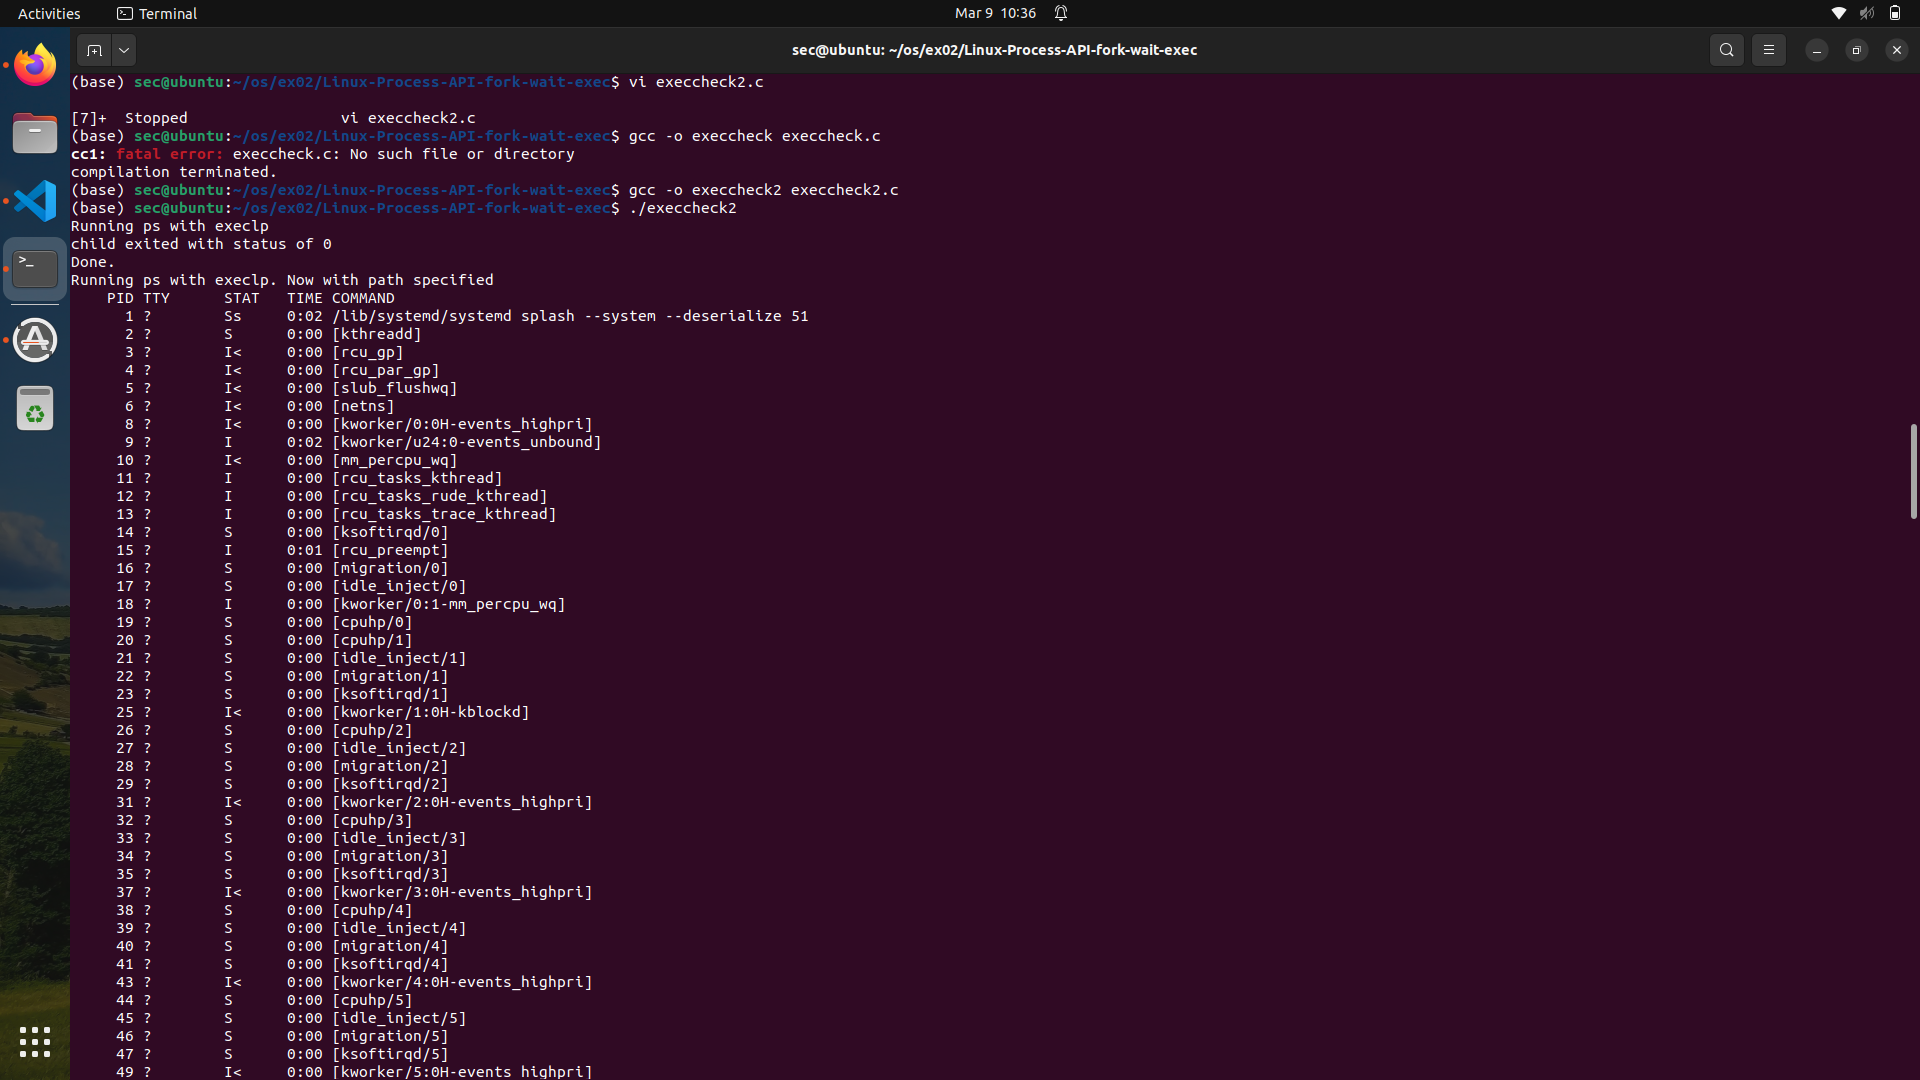 Activities
Terminal
Mar 9 10:36
sec@ubuntu: ~/os/ex02/Linux-Process-API-fork-wait-exec
(base) sec@ubuntu:~/os/ex02/Linux-Process-API-fork-wait-exec$ vi execcheck2.c
[7]+  Stopped                 vi execcheck2.c
(base) sec@ubuntu:~/os/ex02/Linux-Process-API-fork-wait-exec$ gcc -o execcheck execcheck.c
cc1: fatal error: execcheck.c: No such file or directory
compilation terminated.
(base) sec@ubuntu:~/os/ex02/Linux-Process-API-fork-wait-exec$ gcc -o execcheck2 execcheck2.c
(base) sec@ubuntu:~/os/ex02/Linux-Process-API-fork-wait-exec$ ./execcheck2
Running ps with execlp
child exited with status of 0
Done.
Running ps with execlp. Now with path specified
    PID TTY      STAT   TIME COMMAND
      1 ?        Ss     0:02 /lib/systemd/systemd splash --system --deserialize 51
      2 ?        S      0:00 [kthreadd]
      3 ?        I<     0:00 [rcu_gp]
      4 ?        I<     0:00 [rcu_par_gp]
      5 ?        I<     0:00 [slub_flushwq]
      6 ?        I<     0:00 [netns]
      8 ?        I<     0:00 [kworker/0:0H-events_highpri]
      9 ?        I      0:02 [kworker/u24:0-events_unbound]
     10 ?        I<     0:00 [mm_percpu_wq]
     11 ?        I      0:00 [rcu_tasks_kthread]
     12 ?        I      0:00 [rcu_tasks_rude_kthread]
     13 ?        I      0:00 [rcu_tasks_trace_kthread]
     14 ?        S      0:00 [ksoftirqd/0]
     15 ?        I      0:01 [rcu_preempt]
     16 ?        S      0:00 [migration/0]
     17 ?        S      0:00 [idle_inject/0]
     18 ?        I      0:00 [kworker/0:1-mm_percpu_wq]
     19 ?        S      0:00 [cpuhp/0]
     20 ?        S      0:00 [cpuhp/1]
     21 ?        S      0:00 [idle_inject/1]
     22 ?        S      0:00 [migration/1]
     23 ?        S      0:00 [ksoftirqd/1]
     25 ?        I<     0:00 [kworker/1:0H-kblockd]
     26 ?        S      0:00 [cpuhp/2]
     27 ?        S      0:00 [idle_inject/2]
     28 ?        S      0:00 [migration/2]
     29 ?        S      0:00 [ksoftirqd/2]
     31 ?        I<     0:00 [kworker/2:0H-events_highpri]
     32 ?        S      0:00 [cpuhp/3]
     33 ?        S      0:00 [idle_inject/3]
     34 ?        S      0:00 [migration/3]
     35 ?        S      0:00 [ksoftirqd/3]
     37 ?        I<     0:00 [kworker/3:0H-events_highpri]
     38 ?        S      0:00 [cpuhp/4]
     39 ?        S      0:00 [idle_inject/4]
     40 ?        S      0:00 [migration/4]
     41 ?        S      0:00 [ksoftirqd/4]
     43 ?        I<     0:00 [kworker/4:0H-events_highpri]
     44 ?        S      0:00 [cpuhp/5]
     45 ?        S      0:00 [idle_inject/5]
     46 ?        S      0:00 [migration/5]
     47 ?        S      0:00 [ksoftirqd/5]
     49 ?        I<     0:00 [kworker/5:0H-events_highpri]